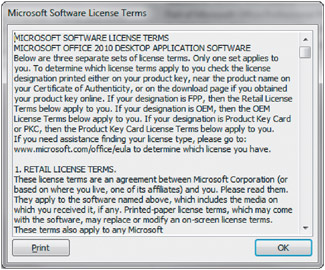 Microsoft Software License Terms
MICROSOFT SOFTWARE LICENSE TERMS
MICROSOFT OFFICE 2010 DESKTOP APPLICATION SOFTWARE
Below are three separate sets of license terms. Only one set applies to
you. To determine which license terms apply to you check the license
designation printed either on your product key, near the product name on
your Certificate of Authenticity, or on the download page if you obtained
your product key online. If your designation is FPP, then the Retail License
Terms below apply to you. If your designation is OEM, then the OEM
License Terms below apply to you. If your designation is Product Key Card
or PKC, then the Product Key Card License Terms below apply to you.
If you need assistance finding your license type, please go to:
www.microsoft.com/office/eula to determine which license you have.
1. RETAIL LICENSE TERMS.
These license terms are an agreement between Microsoft Corporation (or
based on where you live, one of its affiliates) and you. Please read them.
They apply to the software named above, which includes the media on
which you received it, if any. Printed-paper license terms, which may come
with the software, may replace or modify an on-screen license terms.
These terms also apply to any Microsoft
Print
OK